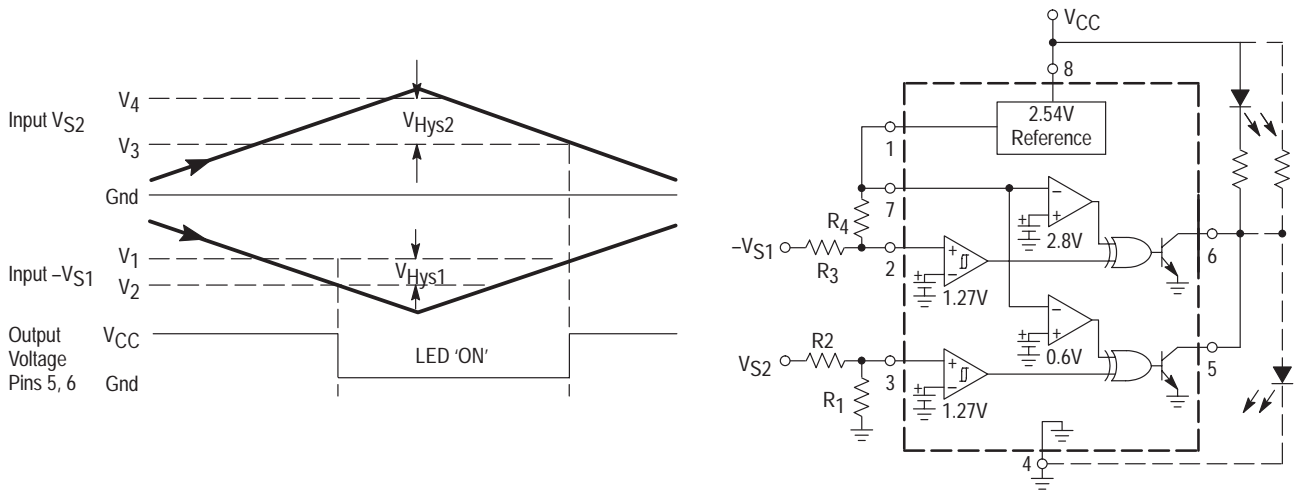 Input VS2
V4
V3
VHys2
Gnd
Input –VS1
V1
V2
VHys1
Output
Voltage
Pins 5, 6
VCC
Gnd
LED ‘ON’
VCC
8
2.54V
Reference
1
7
R4
–VS1
R3
2
+
–
1.27V
–
+
2.8V
6
VS2
R2
3
R1
+
–
1.27V
–
+
0.6V
5
4
+
+
+
+